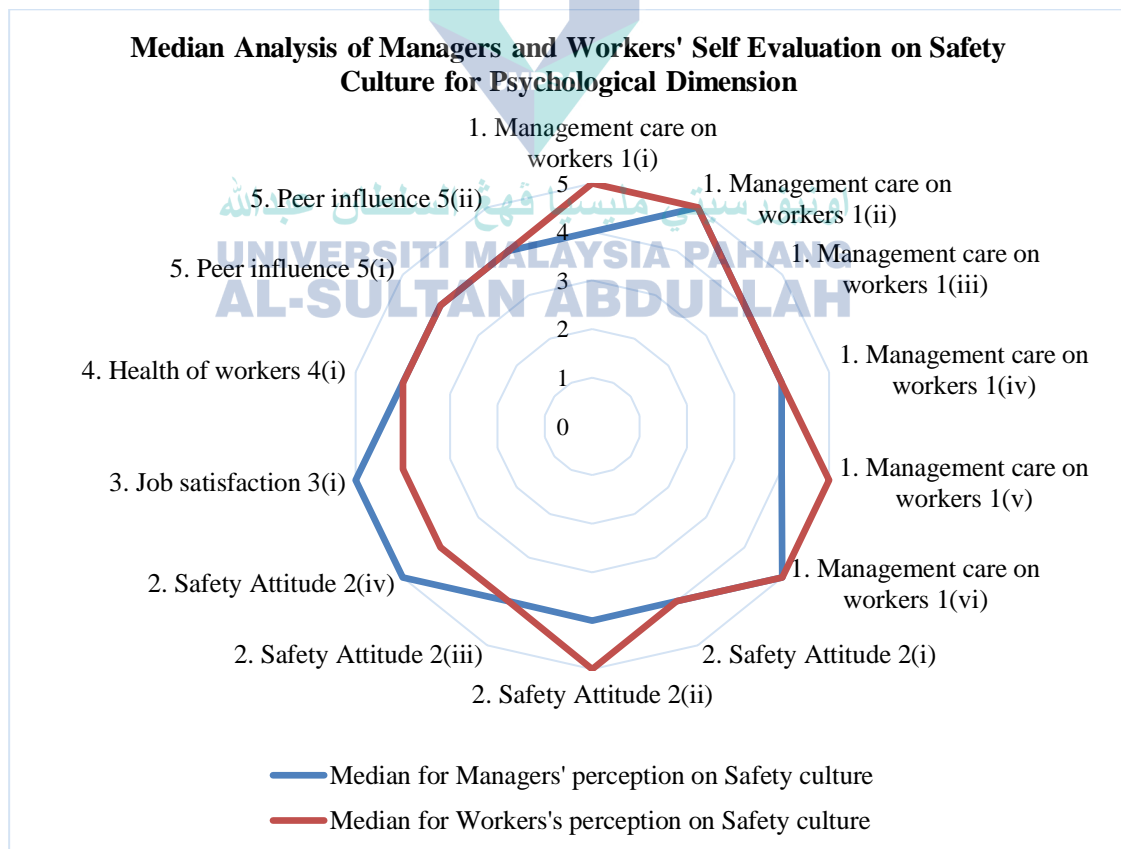 Median Analysis of Managers and Workers' Self Evaluation on Safety
Culture for Psychological Dimension
UMPSA
1. Management care on
workers 1(i)
1. Management care on
workers 1(ii)
1. Management care on
workers 1(iii)
1. Management care on
workers 1(iv)
1. Management care on
workers 1(v)
1. Management care on
workers 1(vi)
2. Safety Attitude 2(i)
2. Safety Attitude 2(ii)
2. Safety Attitude 2(iii)
2. Safety Attitude 2(iv)
3. Job satisfaction 3(i)
4. Health of workers 4(i)
5. Peer influence 5(i)
5. Peer influence 5(ii)
5
4
3
2
1
0
اونيۏرسيتي مليسيا ڤهڠ السلطان عبدالله
UNIVERSITI MALAYSIA PAHANG
AL-SULTAN ABDULLAH
Median for Managers' perception on Safety culture
Median for Workers's perception on Safety culture